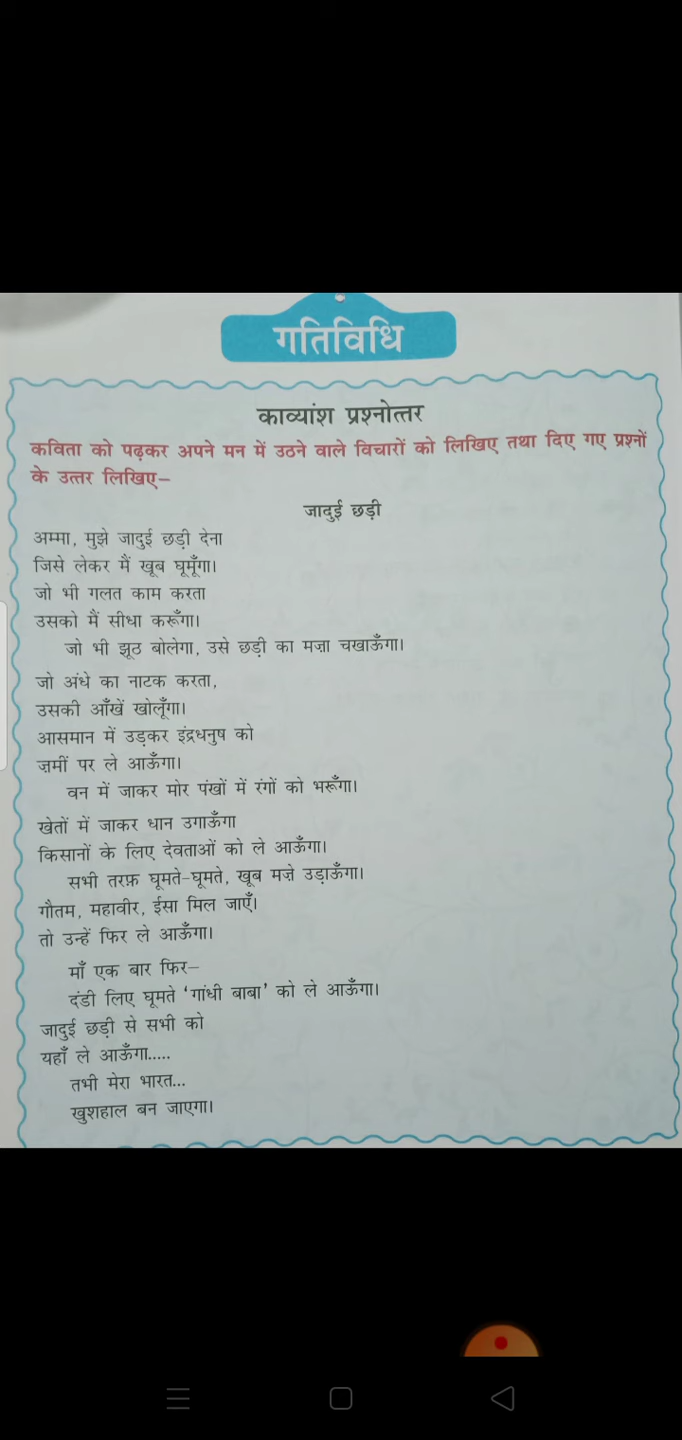 गतिविधि
काव्यांश प्रश्नोत्तर
कविता को पढ़कर अपने मन में उठने वाले विचारों को लिखिए तथा दिए गए प्रश्नों
के उत्तर लिखिए–
जादुई छड़ी
अम्मा, मुझे जादुई छड़ी देना
जिसे लेकर मैं खूब घूमूँगा।
जो भी गलत काम करता
उसको मैं सीधा करूँगा।
जो भी झूठ बोलेगा, उसे छड़ी का मज़ा चखाऊँगा।
जो अंधे का नाटक करता,
उसकी आँखें खोलूँगा।
आसमान में उड़कर इंद्रधनुष को
ज़मीं पर ले आऊँगा।
वन में जाकर मोर पंखों में रंगों को भरूँगा।
खेतों में जाकर धान उगाऊँगा
किसानों के लिए देवताओं को ले आऊँगा।
सभी तरफ़ घूमते-घूमते, खूब मज़े उड़ाऊँगा।
गौतम, महावीर, ईसा मिल जाएँ।
तो उन्हें फिर ले आऊँगा।
माँ एक बार फिर–
दंडी लिए घूमते ‘गांधी बाबा’ को ले आऊँगा।
जादुई छड़ी से सभी को
यहाँ ले आऊँगा.....
तभी मेरा भारत...
खुशहाल बन जाएगा।